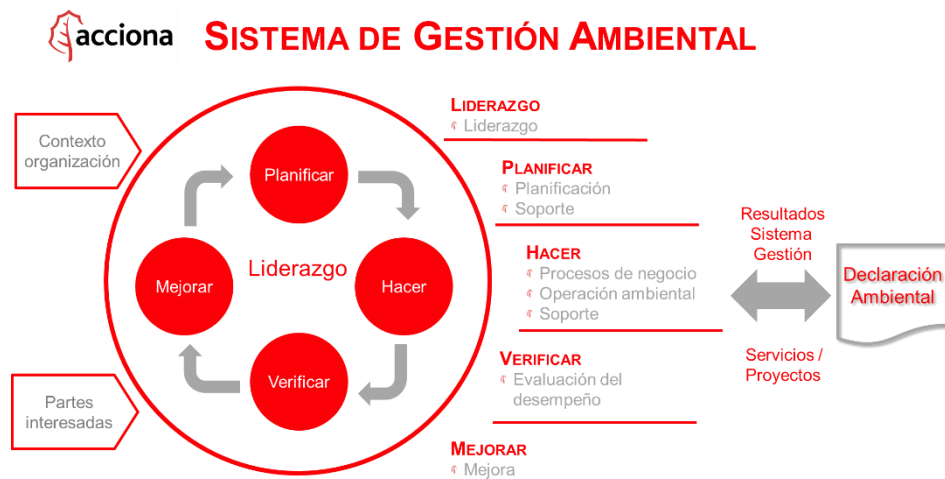 acciona
SISTEMA DE GESTIÓN AMBIENTAL
Contexto
organización
Partes
interesadas
Planificar
Hacer
Verificar
Mejorar
Liderazgo
LIDERAZGO
Liderazgo
PLANIFICAR
Planificación
Soporte
HACER
Procesos de negocio
Operación ambiental
Soporte
VERIFICAR
Evaluación del
desempeño
MEJORAR
Mejora
Resultados
Sistema
Gestión
Servicios /
Proyectos
Declaración
Ambiental